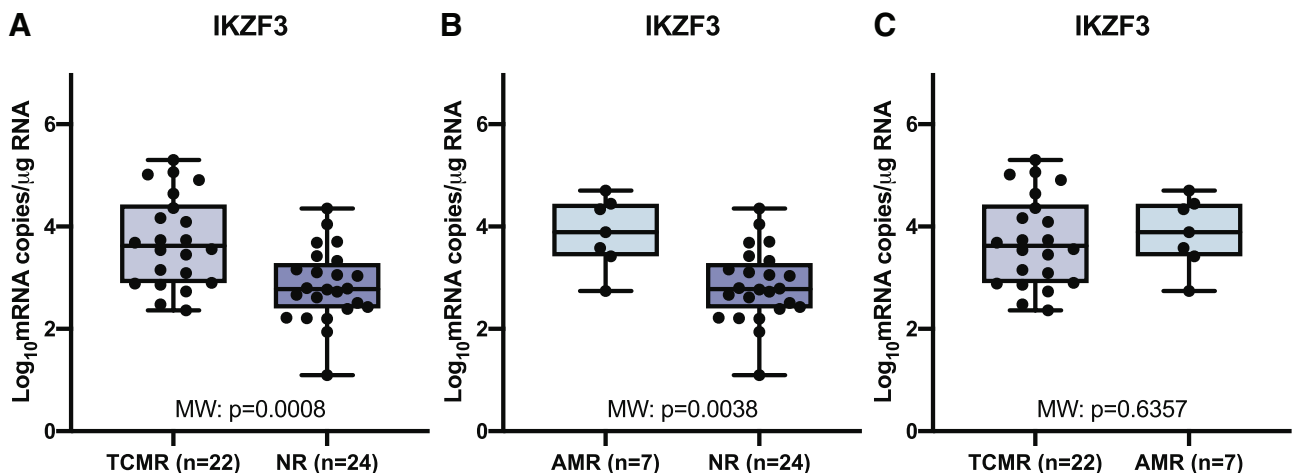 A
IKZF3
Log10mRNA copies/μg RNA
6
4
2
0
MW: p=0.0008
TCMR (n=22)
NR (n=24)
B
IKZF3
Log10mRNA copies/μg RNA
6
4
2
0
MW: p=0.0038
AMR (n=7)
NR (n=24)
C
IKZF3
Log10mRNA copies/μg RNA
6
4
2
0
MW: p=0.6357
TCMR (n=22)
AMR (n=7)